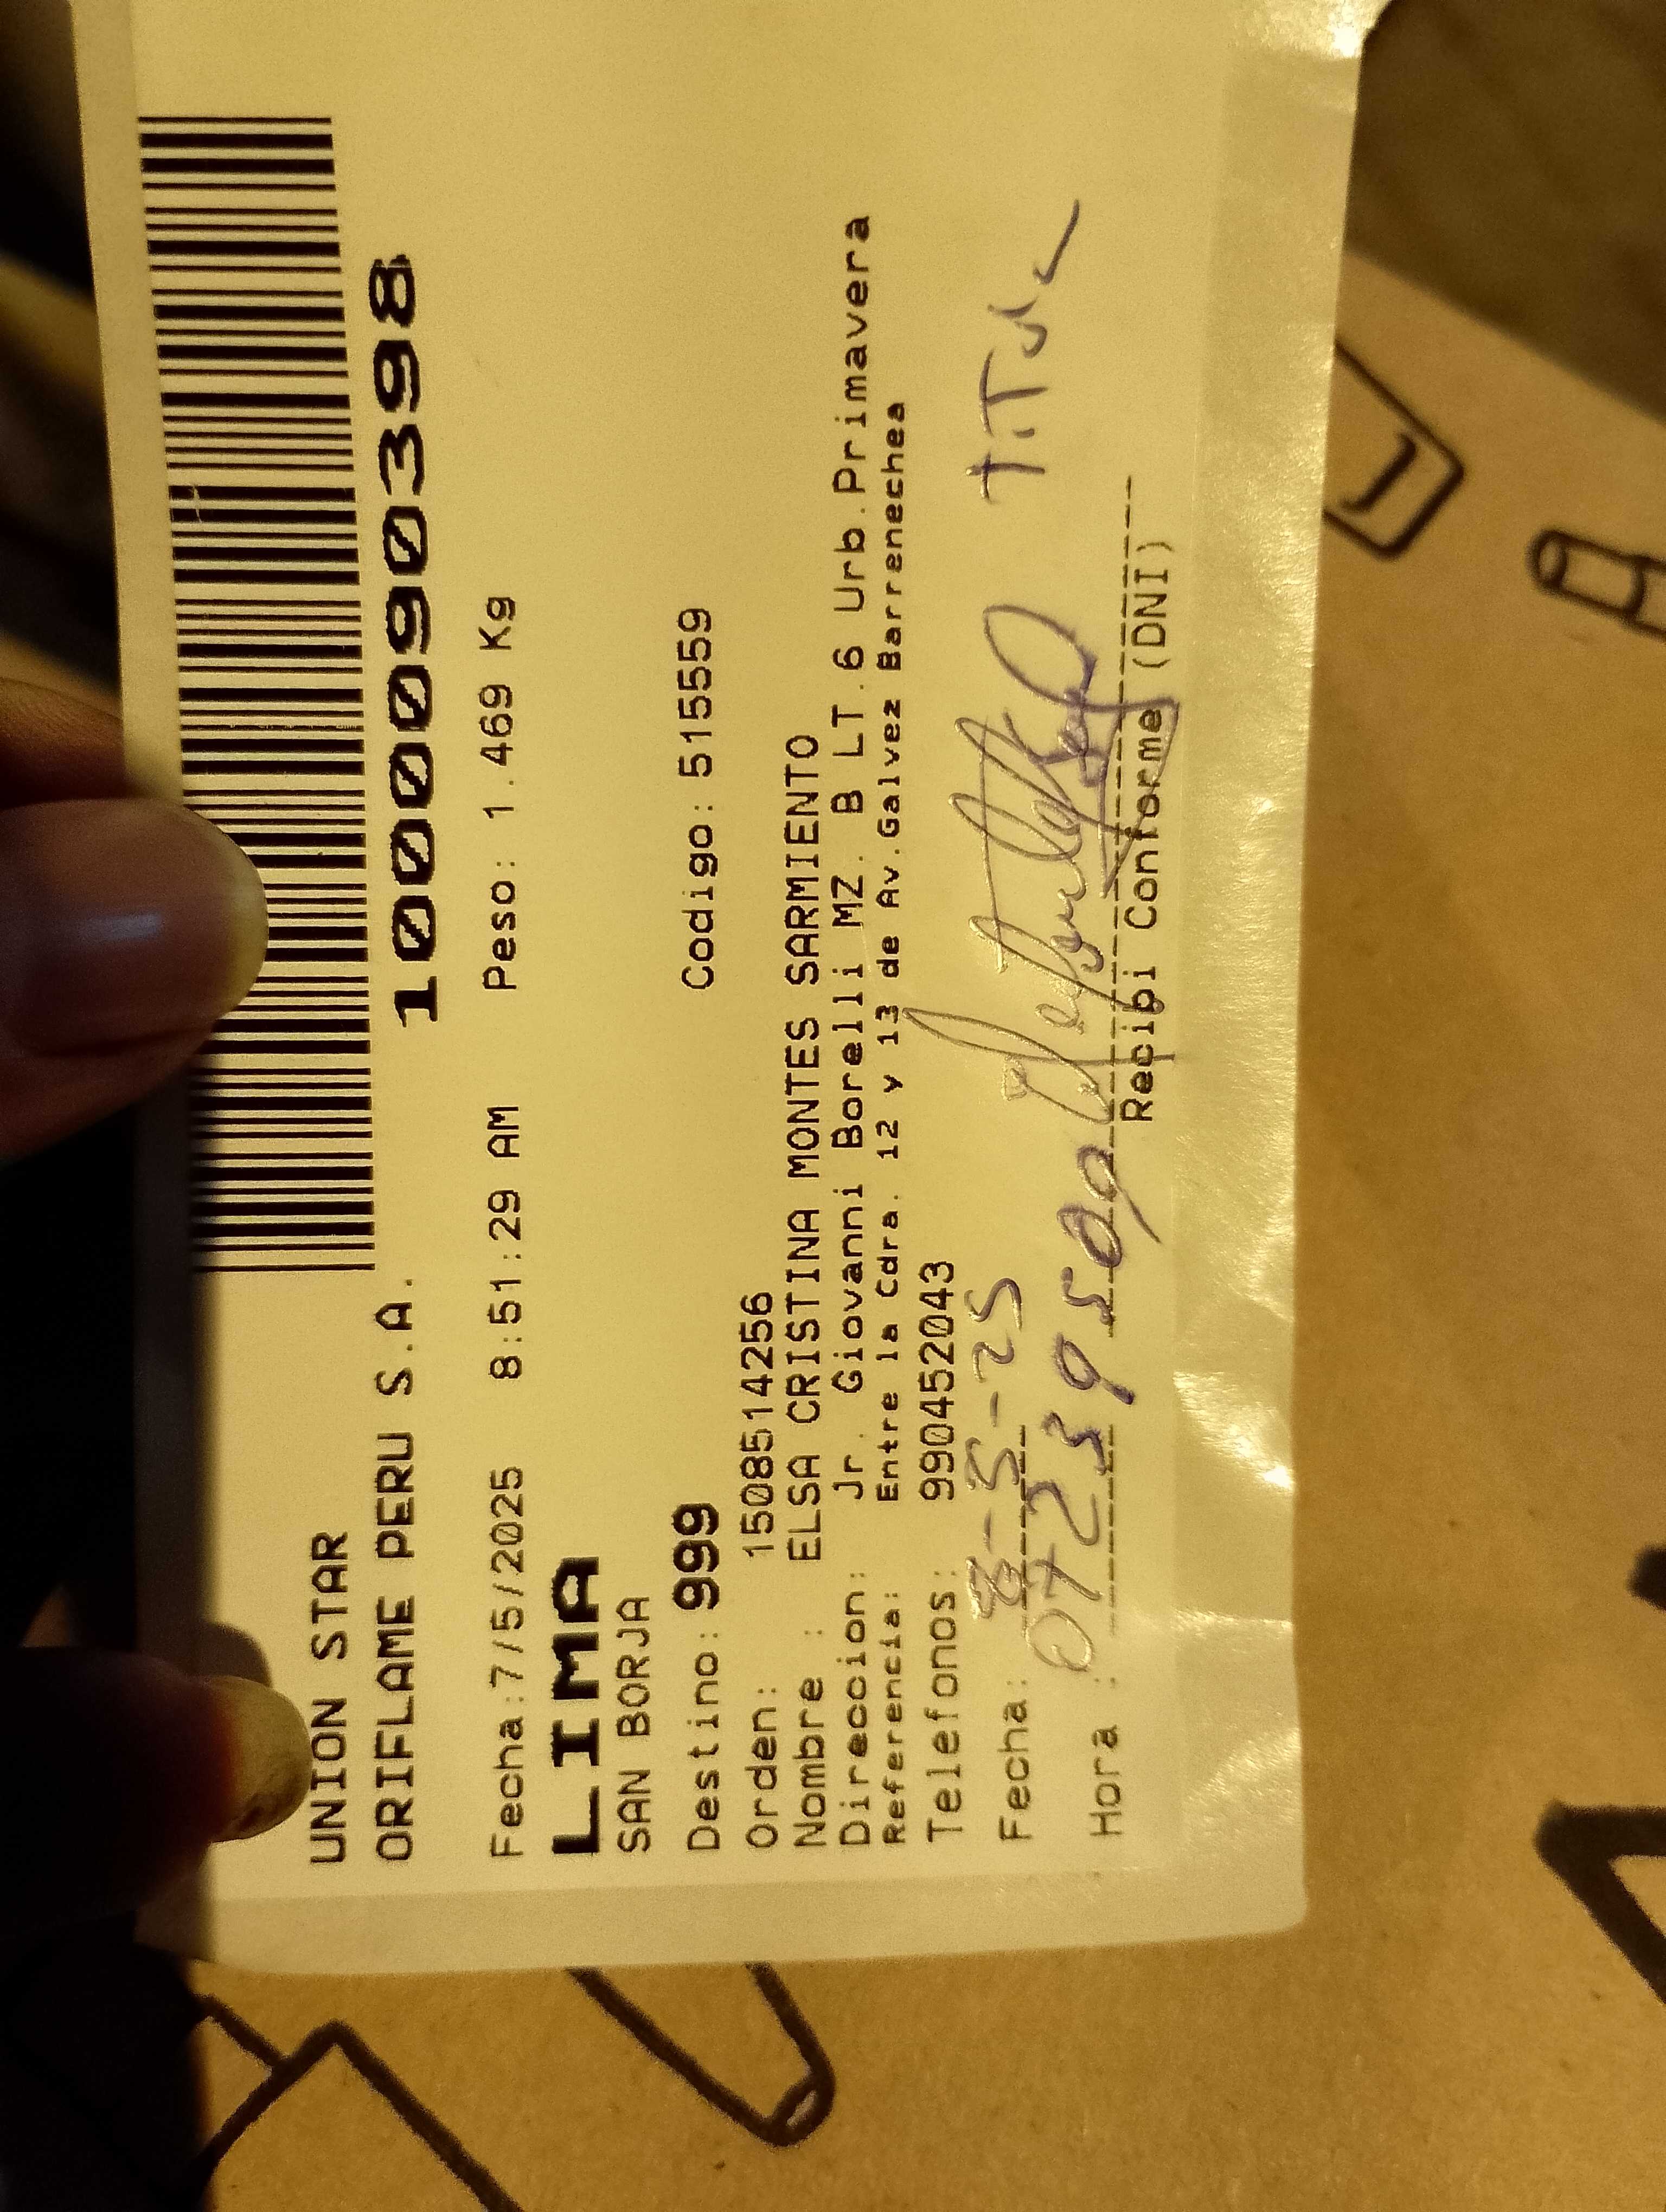 UNION STAR
ORIFLAME PERU S.A.
1000090398
Fecha:7/5/2025 8:51:29 AM Peso: 1.469 Kg
LIMA
SAN BORJA
Destino: 999 Codigo: 515559
Orden: 1508514256
Nombre : ELSA CRISTINA MONTES SARMIENTO
Direccion: Jr. Giovanni Borelli MZ. B LT.6 Urb.Primavera
Referencia: Entre la Cdra. 12 y 13 de Av.Galvez Barrenechea
Telefonos: 990452043
Fecha: 8-5-25
Hora : 07239509
Recibi Conforme (DNI)